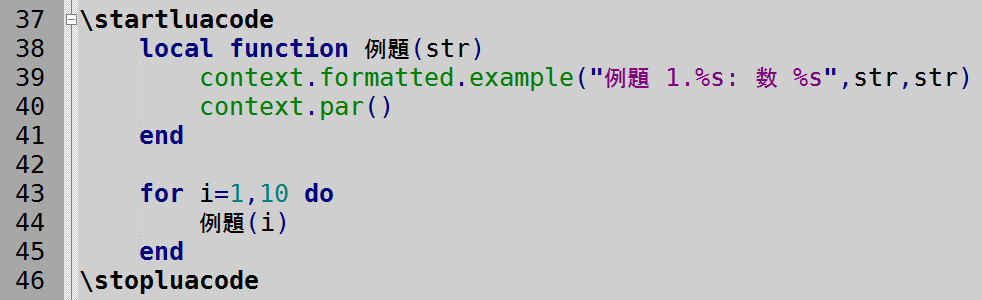 37 \startluacode
38     local function 例題(str)
39         context.formatted.example("例題 1.%s: 数 %s",str,str)
40         context.par()
41     end
42
43     for i=1,10 do
44         例題(i)
45     end
46 \stopluacode